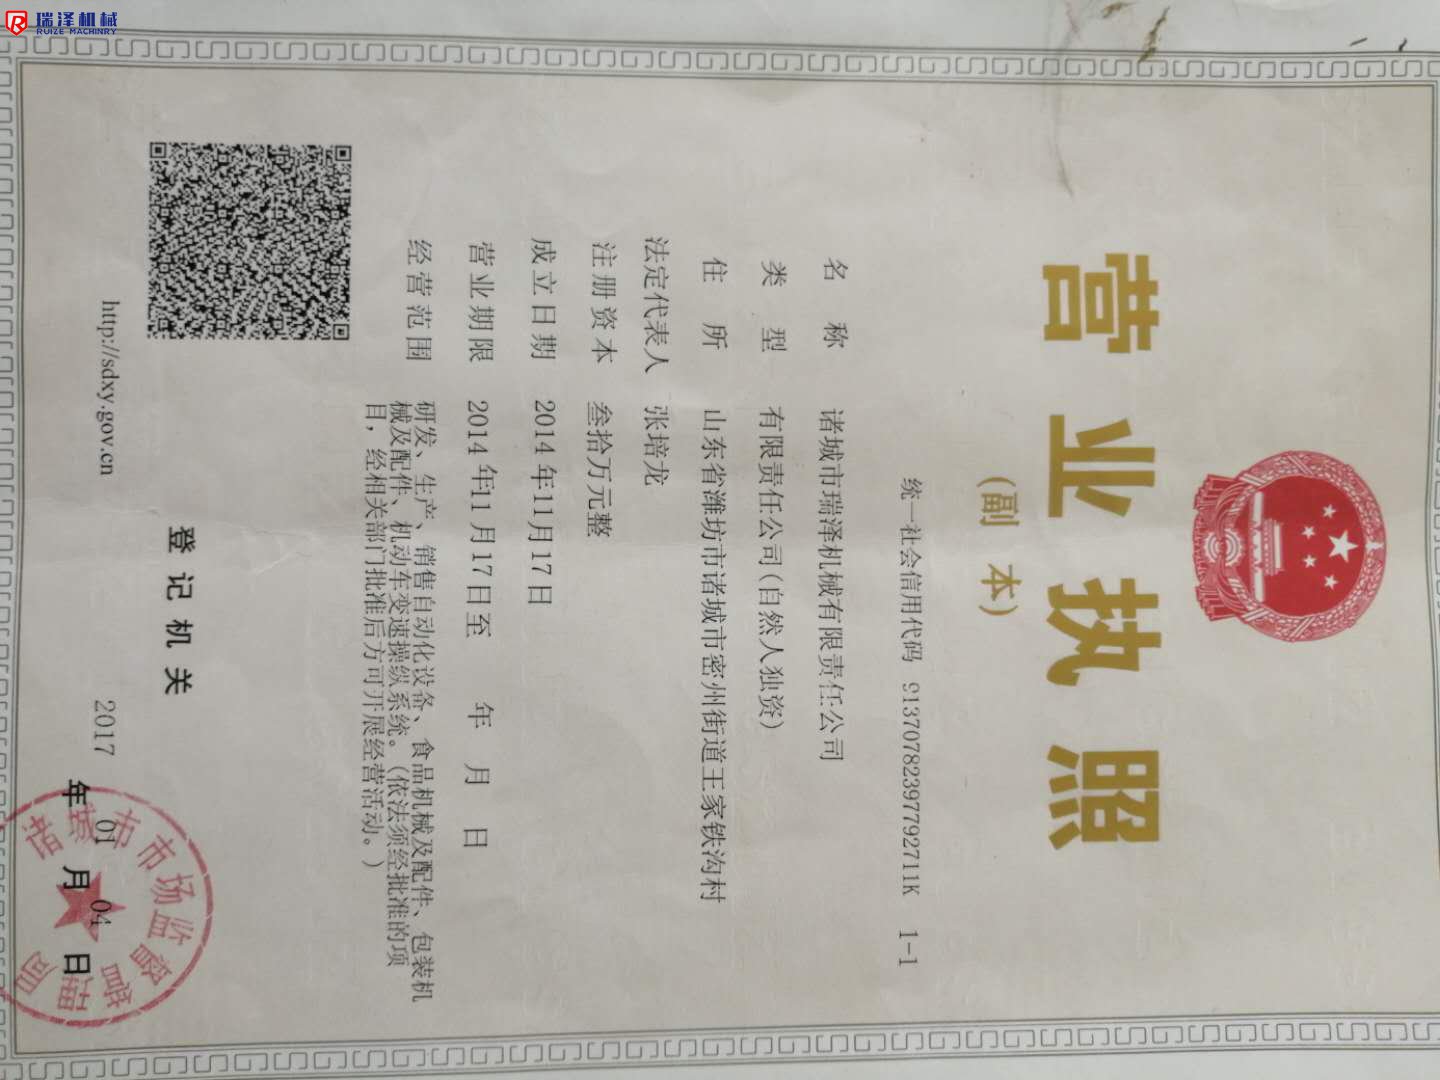 瑞泽机械
RUIZE MACHINRY
营业执照
(副本)
统一社会信用代码 91370782397792711K 1-1
名称 诸城市瑞泽机械有限责任公司
类型 有限责任公司(自然人独资)
住所 山东省潍坊市诸城市密州街道王家铁沟村
法定代表人 张培龙
注册资本 叁拾万元整
成立日期 2014年11月17日
营业期限 2014年11月17日至 年 月 日
经营范围 研发、生产、销售自动化设备、食品机械及配件、包装机
械及配件、机动车变速操纵系统。(依法须经批准的项
目，经相关部门批准后方可开展经营活动。)
登记机关
2017年01月04日
诸城市市场监督管理局
http://sdxy.gov.cn